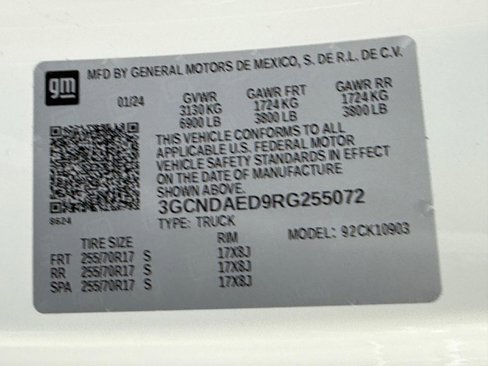 gm
MFD BY GENERAL MOTORS DE MEXICO, S. DE R.L. DE C.V.
01/24 GVWR GAWR FRT GAWR RR
3130 KG 1724 KG 1724 KG
6900 LB 3800 LB 3800 LB
THIS VEHICLE CONFORMS TO ALL
APPLICABLE U.S. FEDERAL MOTOR
VEHICLE SAFETY STANDARDS IN EFFECT
ON THE DATE OF MANUFACTURE
SHOWN ABOVE.
3GCNDAED9RG255072
8624
TYPE: TRUCK
MODEL: 92CK10903
TIRE SIZE RIM
FRT 255/70R17 S 17X8J
RR 255/70R17 S 17X8J
SPA 255/70R17 S 17X8J